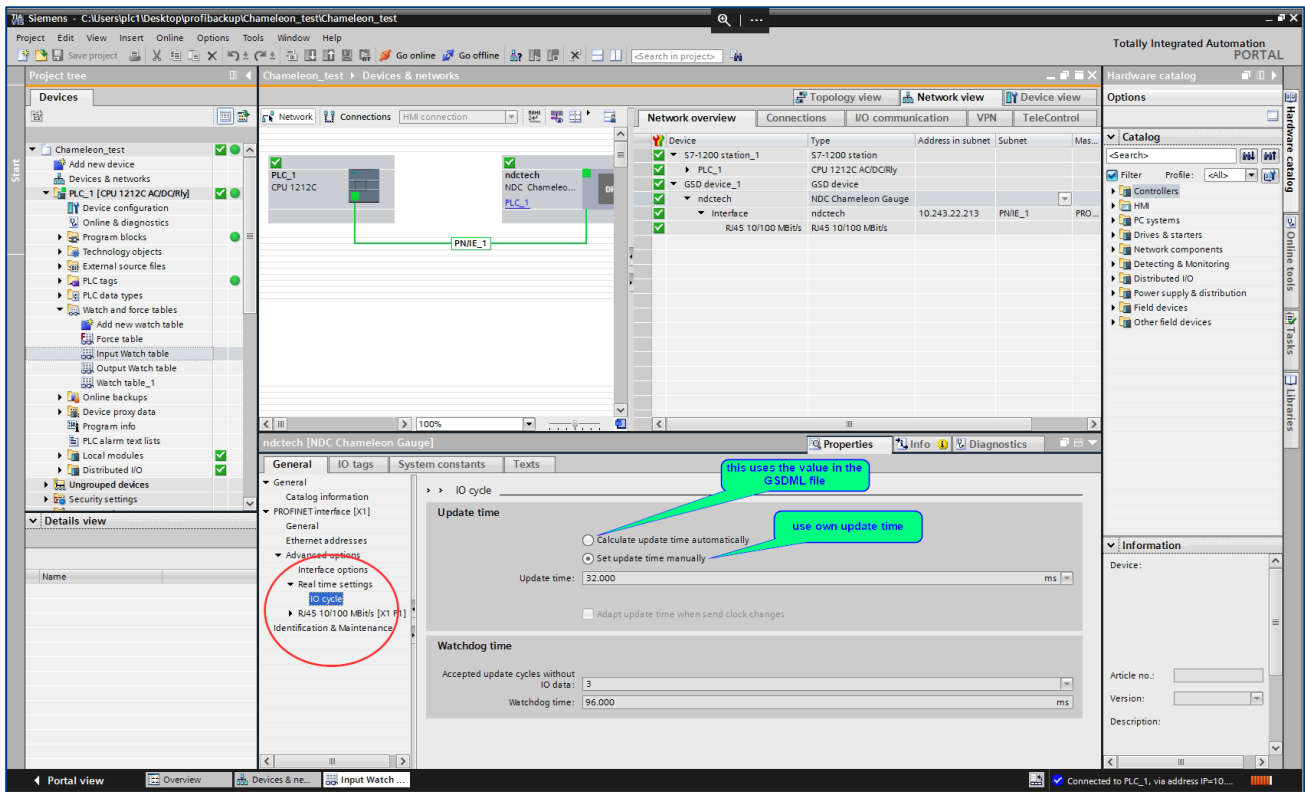 Siemens - C:\Users\plc1\Desktop\profibackup\Chameleon_test\Chameleon_test
Project Edit View Insert Online Options Tools Window Help
Totally Integrated Automation
PORTAL
Save project
Go online
Go offline
<Search in project>
Project tree
Chameleon_test ▸ Devices & networks
Hardware catalog
Devices
Topology view
Network view
Device view
Options
Network
Connections
HMI connection
Network overview
Connections
I/O communication
VPN
TeleControl
Chameleon_test
Add new device
Devices & networks
PLC_1 [CPU 1212C AC/DC/Rly]
Device configuration
Online & diagnostics
Program blocks
Technology objects
External source files
PLC tags
PLC data types
Watch and force tables
Add new watch table
Force table
Input Watch table
Output Watch table
Watch table_1
Online backups
Device proxy data
Program info
PLC alarm text lists
Local modules
Distributed I/O
Ungrouped devices
Security settings
Details view
Name
Start
PLC_1
CPU 1212C
ndctech
NDC Chameleo...
PLC_1
PN/IE_1
100%
Device Type Address in subnet Subnet Mas...
S7-1200 station_1 S7-1200 station
PLC_1 CPU 1212C AC/DC/Rly
GSD device_1 GSD device
ndctech NDC Chameleon Gauge
Interface ndctech 10.243.22.213 PN/IE_1 PRO...
RJ45 10/100 MBit/s RJ45 10/100 MBit/s
Catalog
<Search>
Filter Profile: <All>
Controllers
HMI
PC systems
Drives & starters
Network components
Detecting & Monitoring
Distributed I/O
Power supply & distribution
Field devices
Other field devices
Hardware catalog
Online tools
Tasks
Libraries
ndctech [NDC Chameleon Gauge]
Properties
Info
Diagnostics
General
IO tags
System constants
Texts
General
Catalog information
PROFINET interface [X1]
General
Ethernet addresses
Advanced options
Interface options
Real time settings
IO cycle
RJ45 10/100 MBit/s [X1 P1]
Identification & Maintenance
IO cycle
this uses the value in the
GSDML file
Update time
use own update time
Calculate update time automatically
Set update time manually
Update time: 32.000 ms
Adapt update time when send clock changes
Watchdog time
Accepted update cycles without
IO data: 3
Watchdog time: 96.000 ms
Information
Device:
Article no.:
Version:
Description:
Portal view
Overview
Devices & ne...
Input Watch ...
Connected to PLC_1, via address IP=10....